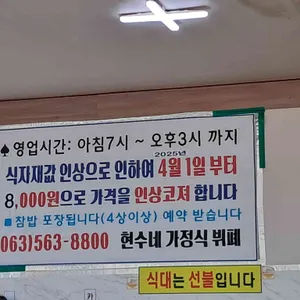 ♠ 영업시간: 아침7시 ~ 오후3시 까지
2025년
식자재값 인상으로 인하여 4월 1일 부터
8,000원으로 가격을 인상코져 합니다
■ 찬밥 포장됩니다(4상이상) 예약 받습니다
063)563-8800 현수네 가정식 뷔페
식대는 선불입니다